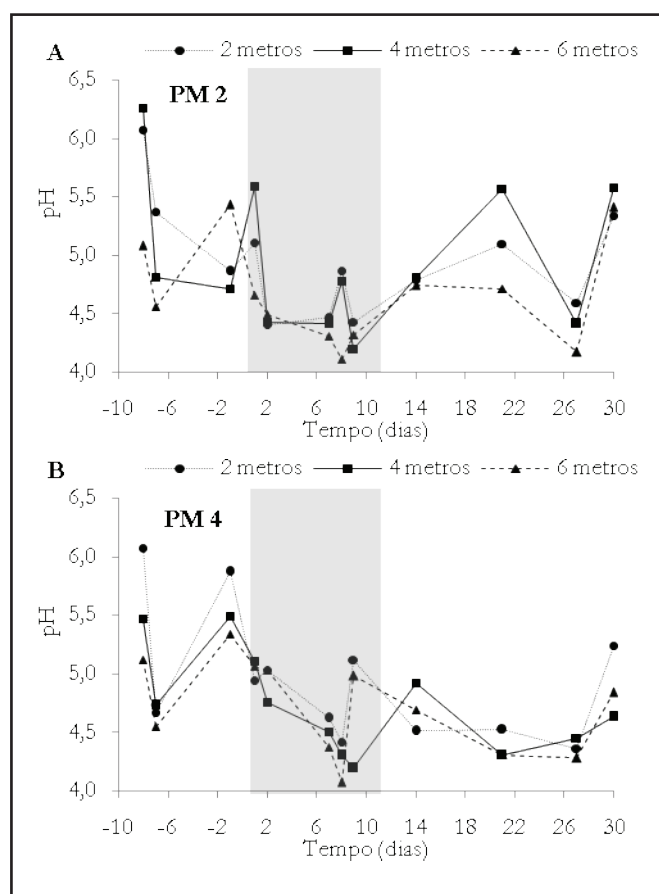 A 2 metros 4 metros 6 metros
6,5
PM 2
6,0
5,5
pH
5,0
4,5
4,0
-10 -6 -2 2 6 10 14 18 22 26 30
Tempo (dias)
B 2 metros 4 metros 6 metros
6,5
PM 4
6,0
5,5
pH
5,0
4,5
4,0
-10 -6 -2 2 6 10 14 18 22 26 30
Tempo (dias)